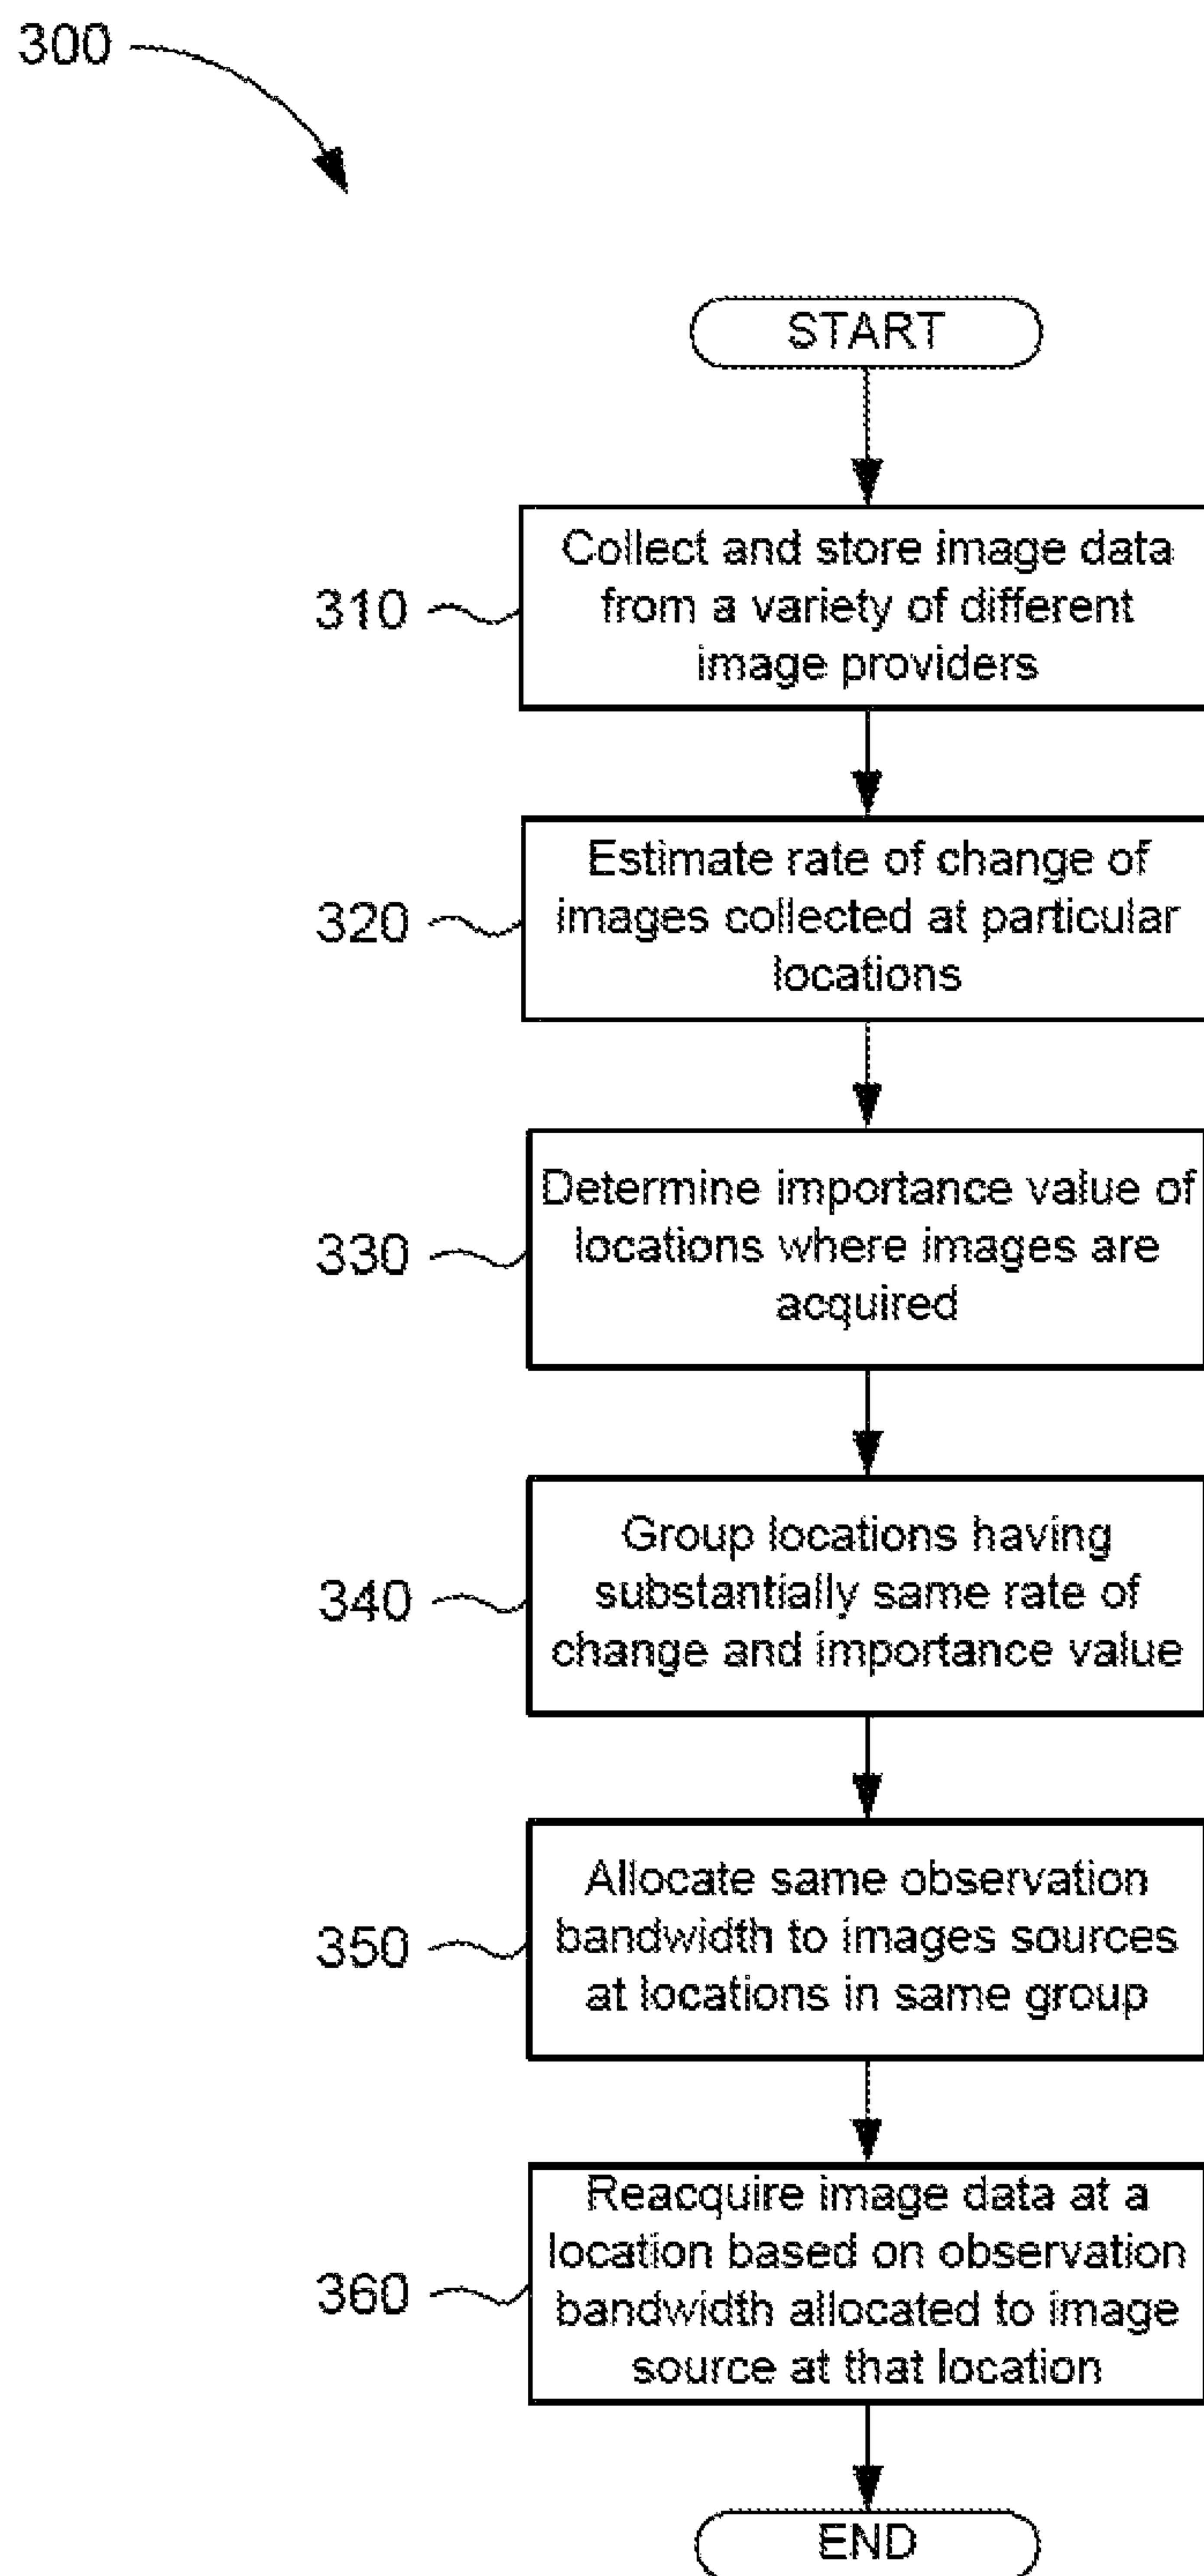 300
START
310
Collect and store image data
from a variety of different
image providers
320
Estimate rate of change of
images collected at particular
locations
330
Determine importance value of
locations where images are
acquired
340
Group locations having
substantially same rate of
change and importance value
350
Allocate same observation
bandwidth to images sources
at locations in same group
360
Reacquire image data at a
location based on observation
bandwidth allocated to image
source at that location
END